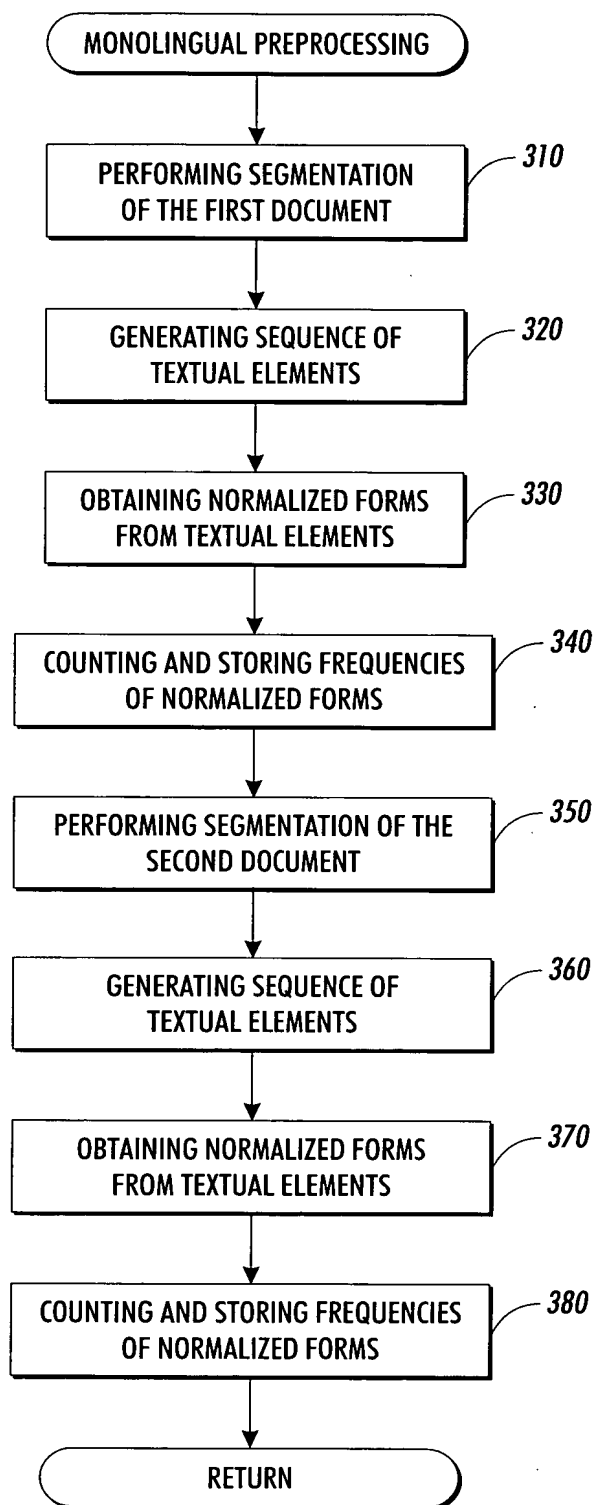 MONOLINGUAL PREPROCESSING
310
PERFORMING SEGMENTATION
OF THE FIRST DOCUMENT
320
GENERATING SEQUENCE OF
TEXTUAL ELEMENTS
330
OBTAINING NORMALIZED FORMS
FROM TEXTUAL ELEMENTS
340
COUNTING AND STORING FREQUENCIES
OF NORMALIZED FORMS
350
PERFORMING SEGMENTATION OF THE
SECOND DOCUMENT
360
GENERATING SEQUENCE OF
TEXTUAL ELEMENTS
370
OBTAINING NORMALIZED FORMS
FROM TEXTUAL ELEMENTS
380
COUNTING AND STORING FREQUENCIES
OF NORMALIZED FORMS
RETURN